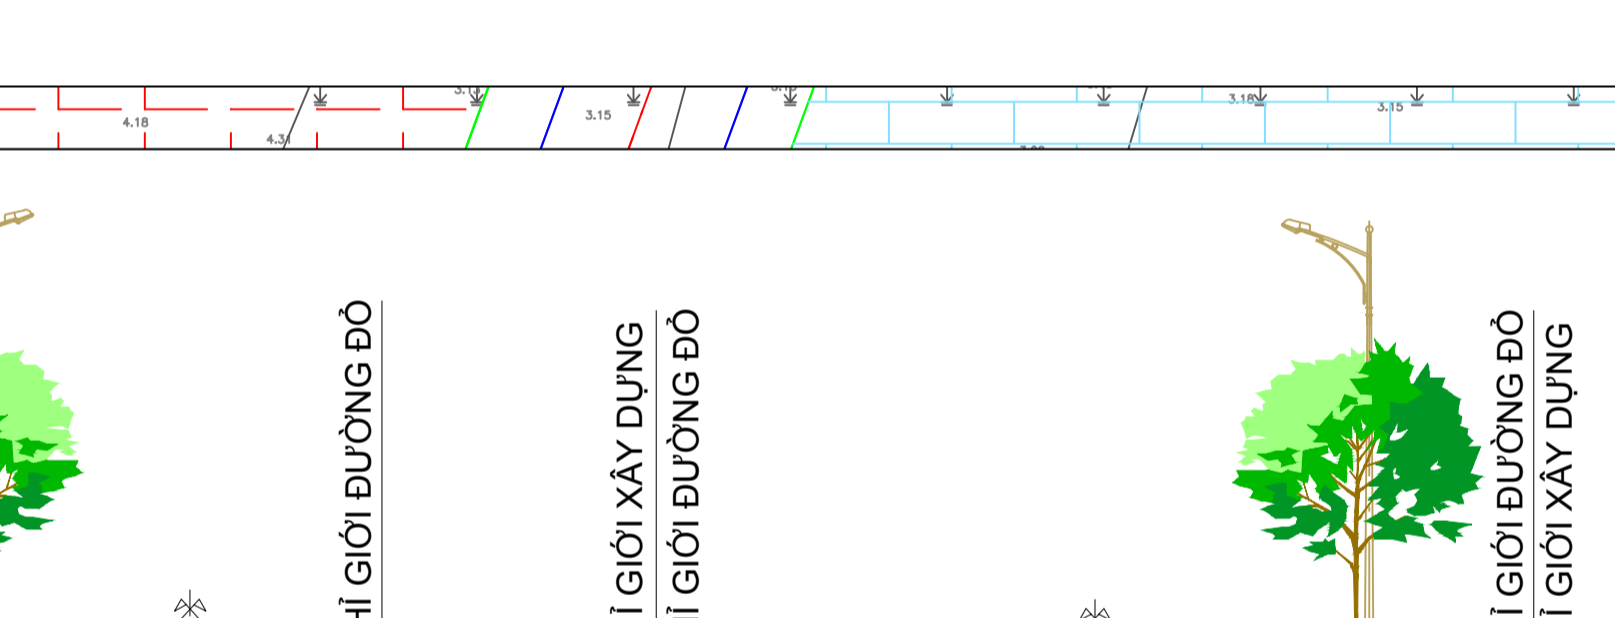 4.18
4.31
3.15
3.18
3.15
GIỚI ĐƯỜNG ĐỎ
GIỚI XÂY DỰNG
GIỚI ĐƯỜNG ĐỎ
GIỚI ĐƯỜNG ĐỎ
GIỚI XÂY DỰNG